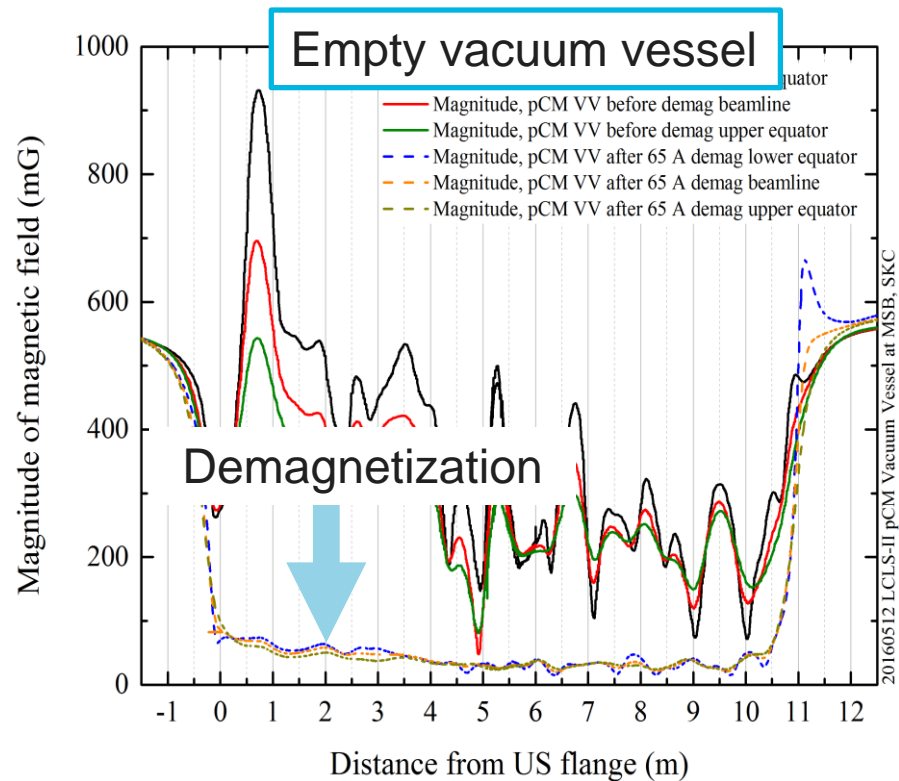 Empty vacuum vessel
quator
Magnitude, pCM VV before demag beamline
Magnitude, pCM VV before demag upper equator
Magnitude, pCM VV after 65 A demag lower equator
Magnitude, pCM VV after 65 A demag beamline
Magnitude, pCM VV after 65 A demag upper equator
Magnitude of magnetic field (mG)
1000
800
600
400
200
0
Demagnetization
-1 0 1 2 3 4 5 6 7 8 9 10 11 12
Distance from US flange (m)
20160512 LCLS-II pCM Vacuum Vessel at MSB, SKC